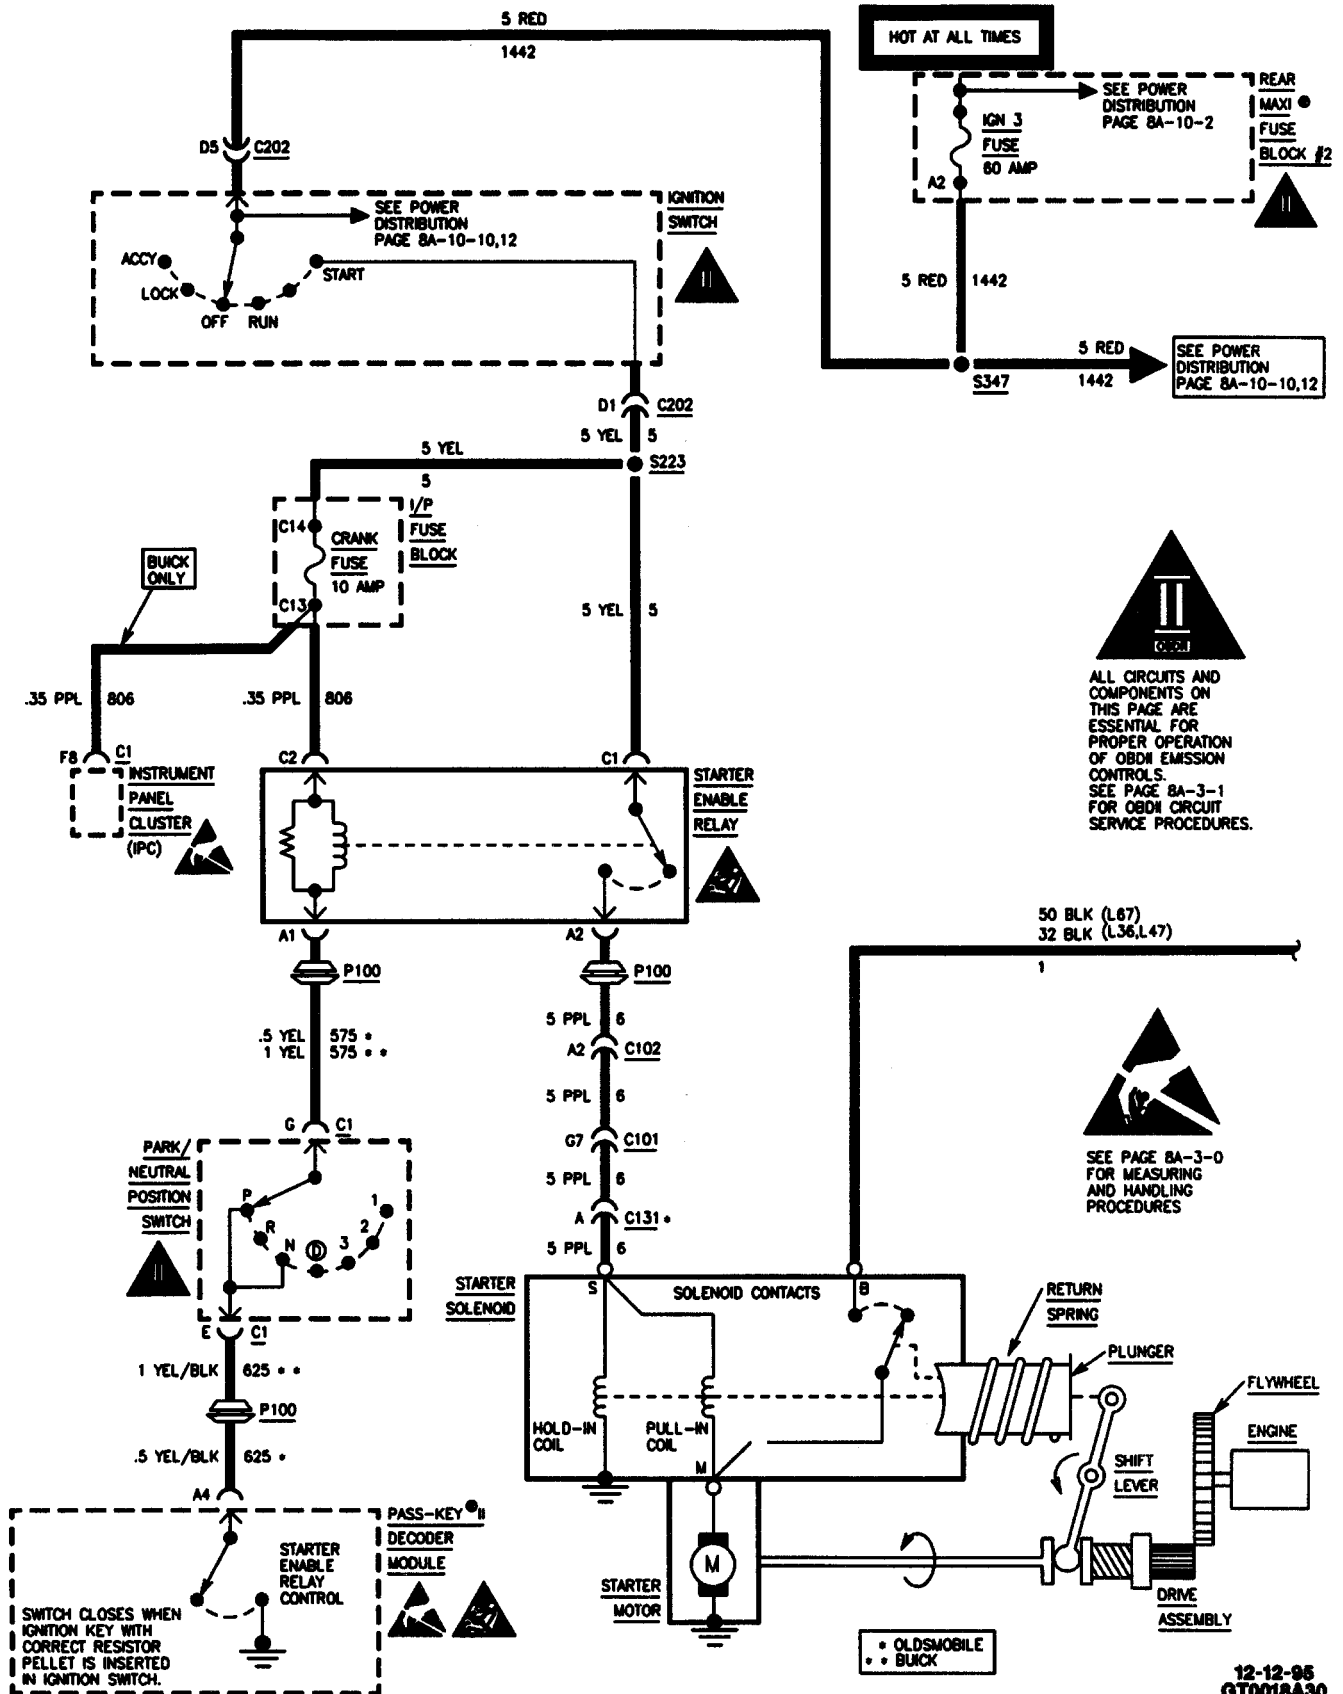 5 RED
1442
HOT AT ALL TIMES
SEE POWER
DISTRIBUTION
PAGE 8A-10-2
REAR
MAXI
FUSE
BLOCK #2
IGN 3
FUSE
60 AMP
A2
II
5 RED 1442
D5 C202
SEE POWER
DISTRIBUTION
PAGE 8A-10-10,12
IGNITION
SWITCH
II
ACCY
LOCK
OFF
RUN
START
S347
5 RED
1442
SEE POWER
DISTRIBUTION
PAGE 8A-10-10,12
D1 C202
5 YEL 5
S223
5 YEL
5
I/P
FUSE
BLOCK
C14
CRANK
FUSE
10 AMP
C13
BUICK
ONLY
5 YEL 5
.35 PPL 806
.35 PPL 806
F8 C1
INSTRUMENT
PANEL
CLUSTER
(IPC)
C2
C1
STARTER
ENABLE
RELAY
II
OBDII
ALL CIRCUITS AND
COMPONENTS ON
THIS PAGE ARE
ESSENTIAL FOR
PROPER OPERATION
OF OBDII EMISSION
CONTROLS.
SEE PAGE 8A-3-1
FOR OBDII CIRCUIT
SERVICE PROCEDURES.
A1
A2
P100
P100
50 BLK (L67)
32 BLK (L36,L47)
1
.5 YEL 575 *
1 YEL 575 * *
5 PPL 6
A2 C102
5 PPL 6
G7 C101
5 PPL 6
A C131 *
5 PPL 6
G C1
PARK/
NEUTRAL
POSITION
SWITCH
II
P
R
N
D
3
2
1
E C1
1 YEL/BLK 625 * *
P100
.5 YEL/BLK 625 *
A4
SEE PAGE 8A-3-0
FOR MEASURING
AND HANDLING
PROCEDURES
STARTER
SOLENOID
S
SOLENOID CONTACTS
B
HOLD-IN
COIL
PULL-IN
COIL
M
RETURN
SPRING
PLUNGER
FLYWHEEL
ENGINE
SHIFT
LEVER
PASS-KEY II
DECODER
MODULE
STARTER
ENABLE
RELAY
CONTROL
SWITCH CLOSES WHEN
IGNITION KEY WITH
CORRECT RESISTOR
PELLET IS INSERTED
IN IGNITION SWITCH.
M
STARTER
MOTOR
DRIVE
ASSEMBLY
* OLDSMOBILE
* * BUICK
12-12-95
GT0018A30